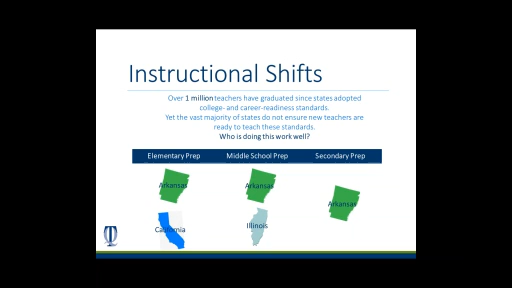 Instructional Shifts
Over 1 million teachers have graduated since states adopted
college- and career-readiness standards.
Yet the vast majority of states do not ensure new teachers are
ready to teach these standards.
Who is doing this work well?
Elementary Prep Middle School Prep Secondary Prep
Arkansas Arkansas
Arkansas
California Illinois